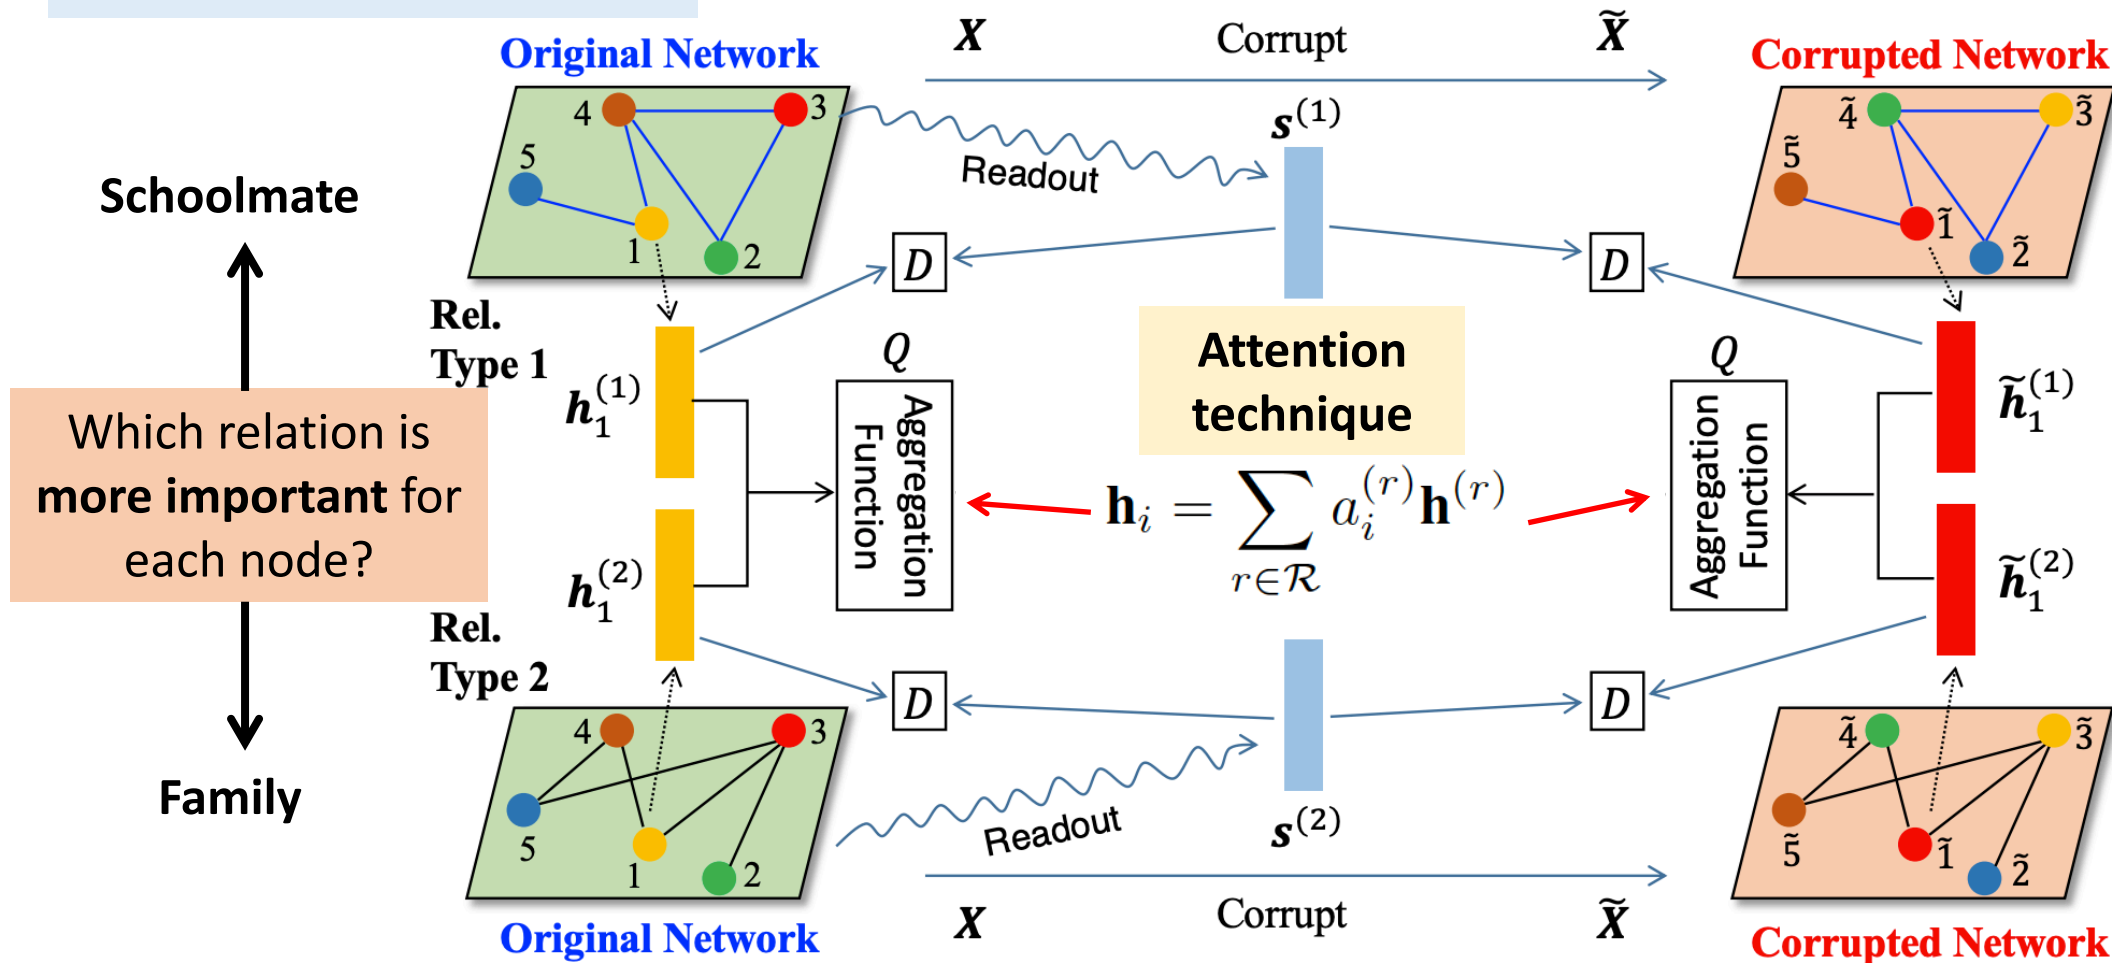 Original Network
X Corrupt X̃
Corrupted Network
4 3
5
1 2
s⁽¹⁾
Readout
4̃ 3̃
5̃
1̃
2̃
Schoolmate
D
D
Rel.
Type 1
Attention
technique
Q
Q
h₁⁽¹⁾
Aggregation
Function
h̃₁⁽¹⁾
Aggregation
Function
Which relation is
more important for
each node?
hᵢ = ∑ aᵢ⁽ʳ⁾ h⁽ʳ⁾
r∈ℛ
h₁⁽²⁾
h̃₁⁽²⁾
Rel.
Type 2
D
D
Family
4 3
5
1 2
Readout
s⁽²⁾
4̃ 3̃
5̃
1̃
2̃
Original Network
X Corrupt X̃
Corrupted Network